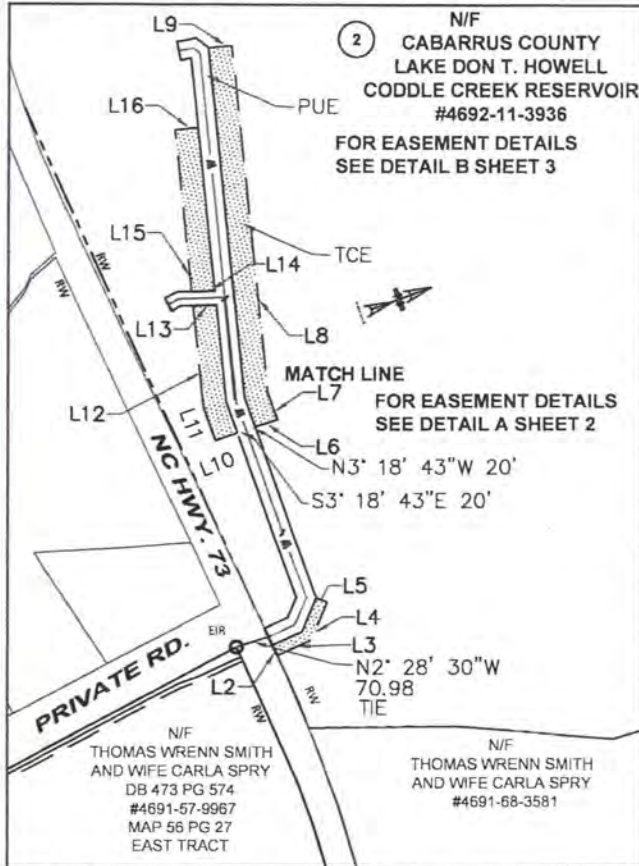 L9
2
N/F
CABARRUS COUNTY
LAKE DON T. HOWELL
CODDLE CREEK RESERVOIR
#4692-11-3936
PUE
L16
FOR EASEMENT DETAILS
SEE DETAIL B SHEET 3
RW
RW
W
L15
TCE
L14
L13
L8
MATCH LINE
L7
L12
FOR EASEMENT DETAILS
SEE DETAIL A SHEET 2
L11
L6
L10
N3° 18' 43"W 20'
NC HWY. 73
S3° 18' 43"E 20'
L5
L4
EIR
L3
PRIVATE RD.
N2° 28' 30"W
70.98
TIE
L2
RW
RW
N/F
THOMAS WRENN SMITH
AND WIFE CARLA SPRY
DB 473 PG 574
#4691-57-9967
MAP 56 PG 27
EAST TRACT
N/F
THOMAS WRENN SMITH
AND WIFE CARLA SPRY
#4691-68-3581